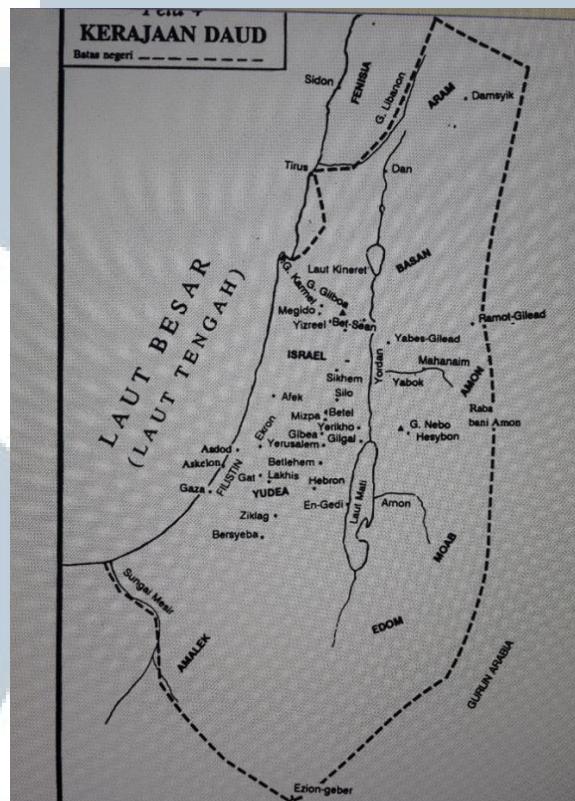 Peta 4
KERAJAAN DAUD
Batas negeri
Sidon
FENISIA
G. Libanon
ARAM
Damsyik
Tirus
Dan
LAUT BESAR
(LAUT TENGAH)
Laut Kineret
BASAN
G. Karmel
G. Gilboa
Megido
Yizreel
Bet-Sean
Ramot-Gilead
Yabes-Gilead
ISRAEL
Yordan
Mahanaim
AMON
Sikhem
Yabok
Afek
Silo
Raba
bani Amon
Mizpa
Betel
Ekron
Yerikho
G. Nebo
Gibea
Gilgal
Hesybon
Yerusalem
Asdod
Askelon
FILISTIN
Betlehem
Gat
Lakhis
Gaza
YUDEA
Hebron
Laut Mati
En-Gedi
Arnon
Ziklag
Bersyeba
MOAB
Sungai Mesir
EDOM
AMALEK
GURUN ARABIA
Ezion-geber